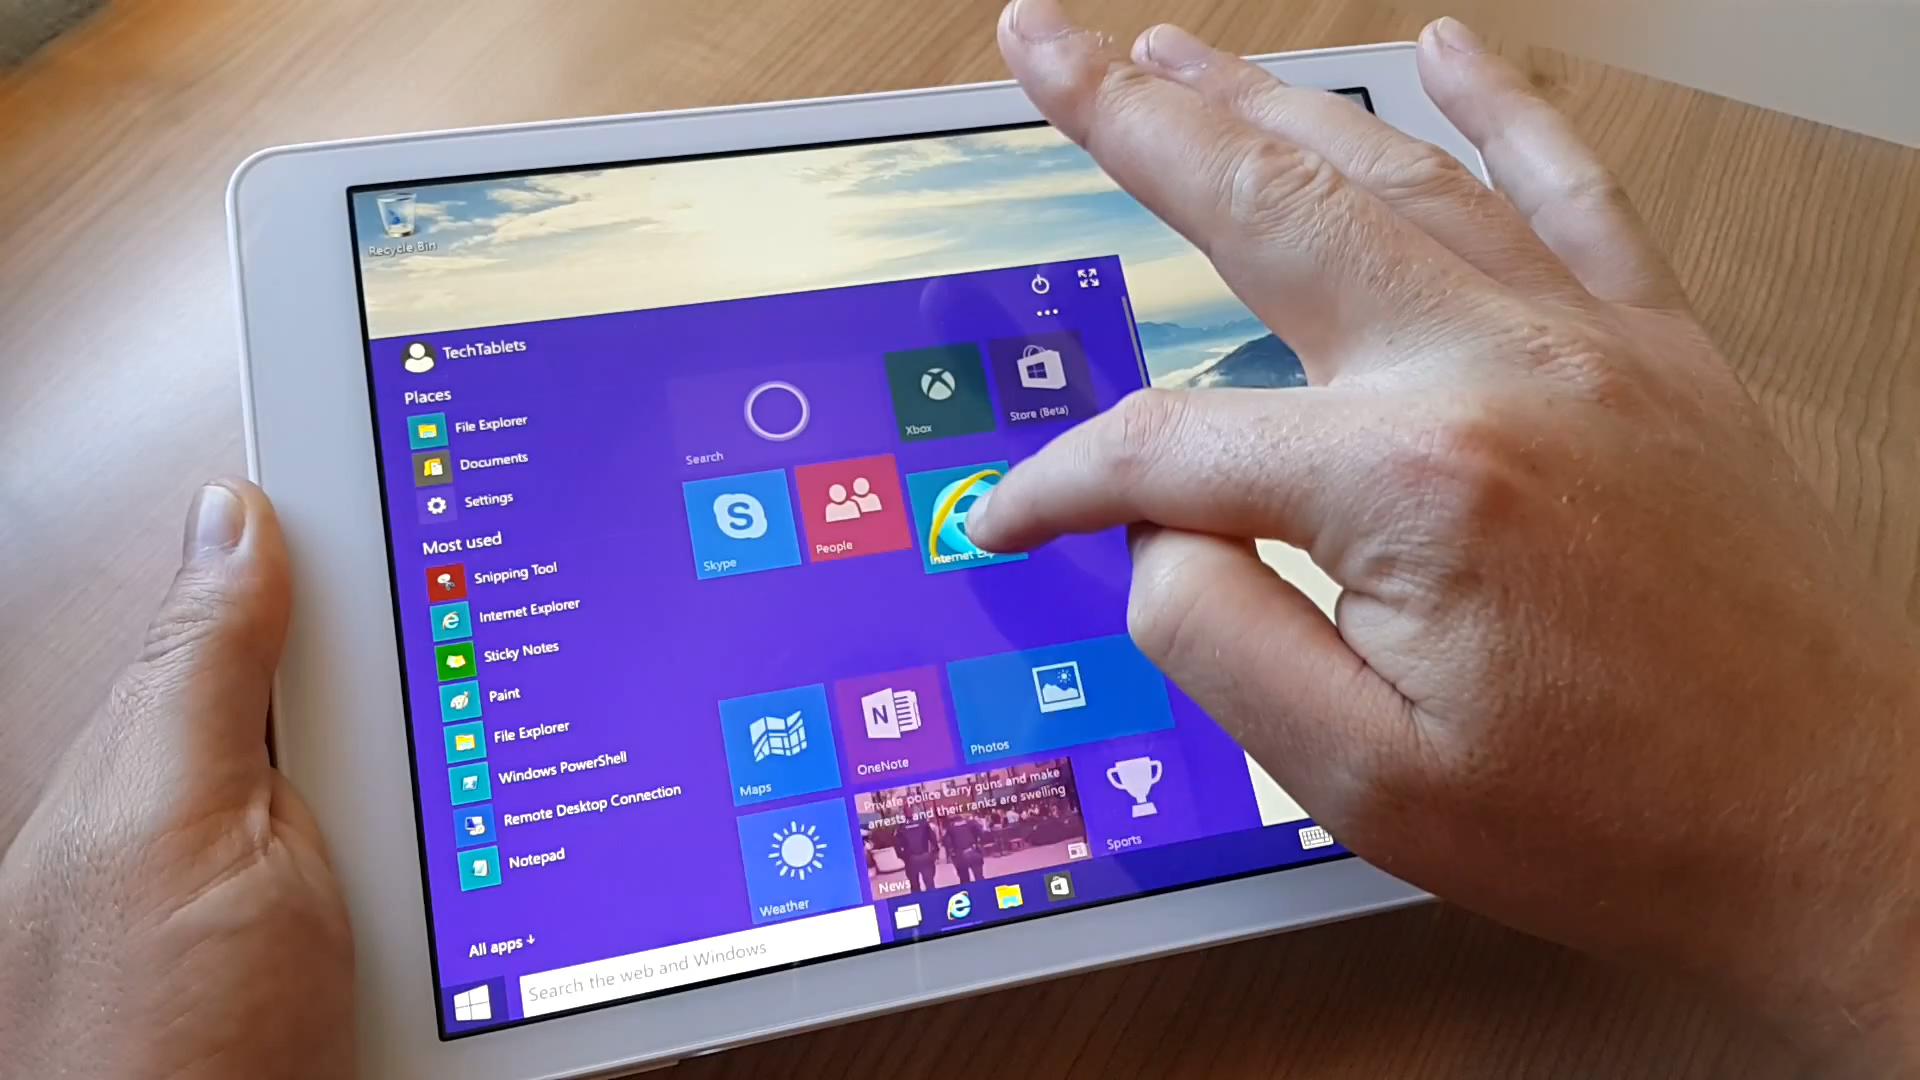 Recycle Bin
TechTablets
Places
File Explorer
Documents
Settings
Most used
Snipping Tool
Internet Explorer
Sticky Notes
Paint
File Explorer
Windows PowerShell
Remote Desktop Connection
Notepad
All apps
Search the web and Windows
Search
Xbox
Store (Beta)
Skype
People
Internet
Maps
OneNote
Photos
Weather
Private police carry guns and make
arrests, and their ranks are swelling
News
Sports